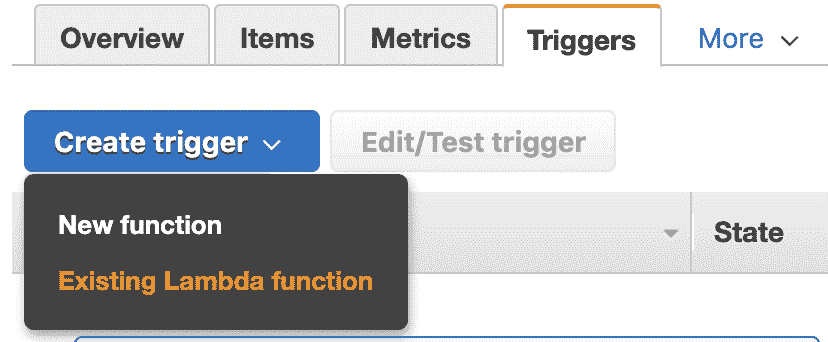 Overview Items Metrics Triggers More
Create trigger Edit/Test trigger
New function
State
Existing Lambda function